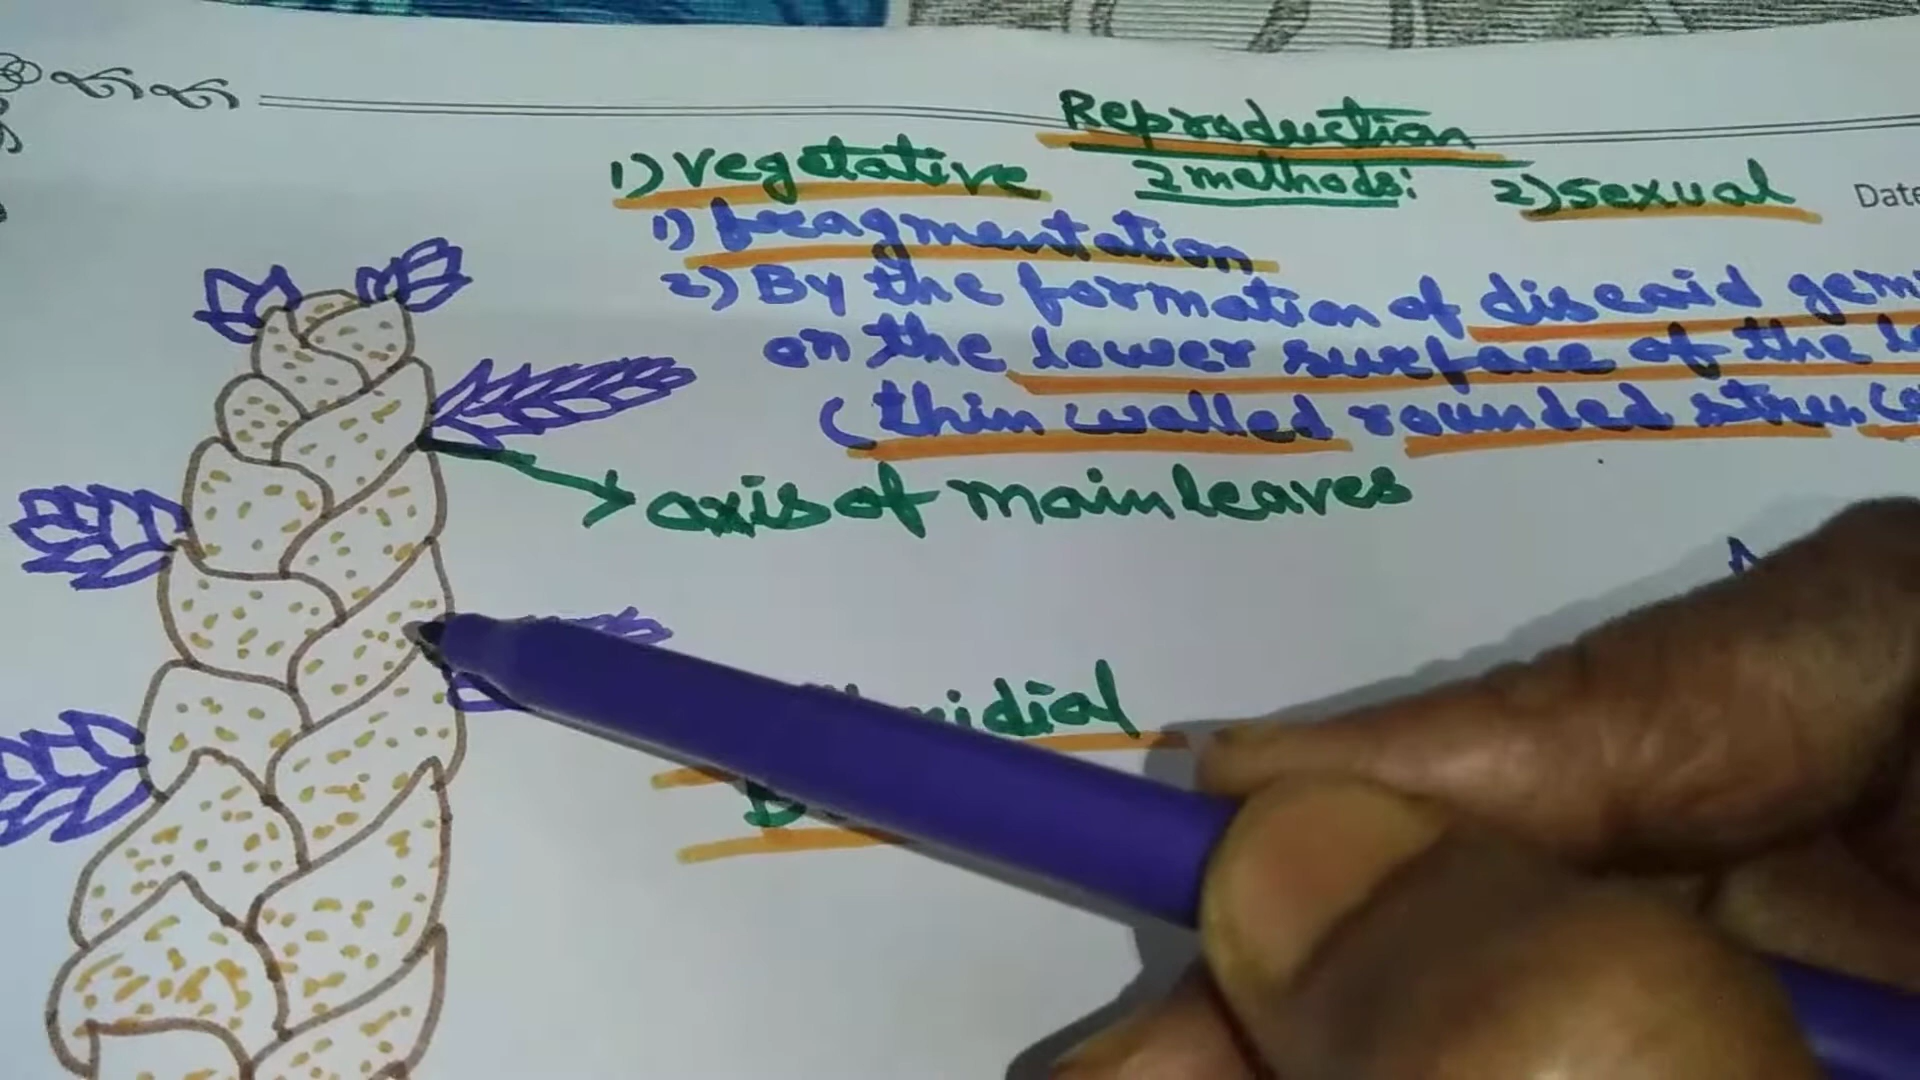 Reproduction
1) vegetative 2 methods: 2) sexual
Date
1) fragmentation
2) By the formation of discoid gem
on the lower surface of the
(thin walled rounded
axis of main leaves